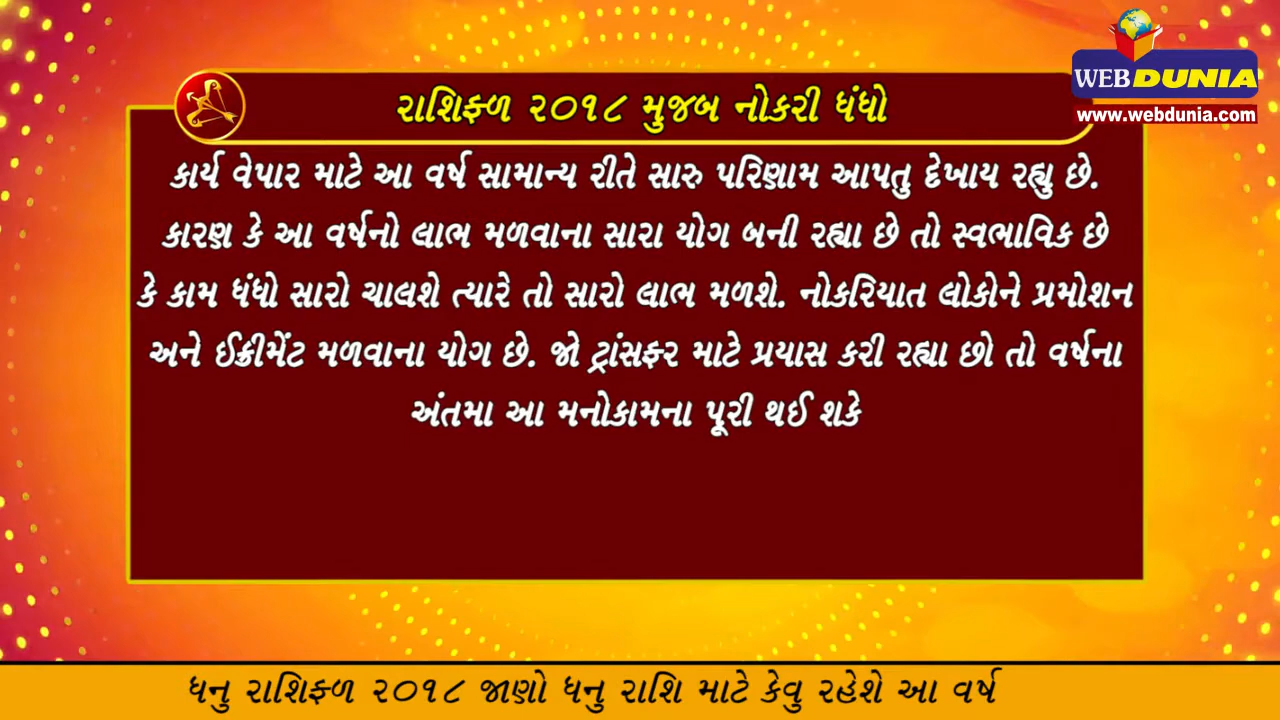 WEBDUNIA
www.webdunia.com
રાશિફળ ૨૦૧૮ મુજબ નોકરી ધંધો
કાર્ય વેપાર માટે આ વર્ષ સામાન્ય રીતે સારુ પરિણામ આપતુ દેખાય રહ્યુ છે.
કારણ કે આ વર્ષનો લાભ મળવાના સારા યોગ બની રહ્યા છે તો સ્વભાવિક છે
કે કામ ધંધો સારો ચાલશે ત્યારે તો સારો લાભ મળશે. નોકરિયાત લોકોને પ્રમોશન
અને ઈંક્રીમેંટ મળવાના યોગ છે. જો ટ્રાંસફર માટે પ્રયાસ કરી રહ્યા છો તો વર્ષના
અંતમા આ મનોકામના પૂરી થઈ શકે
ધનુ રાશિફળ ૨૦૧૮ જાણો ધનુ રાશિ માટે કેવુ રહેશે આ વર્ષ